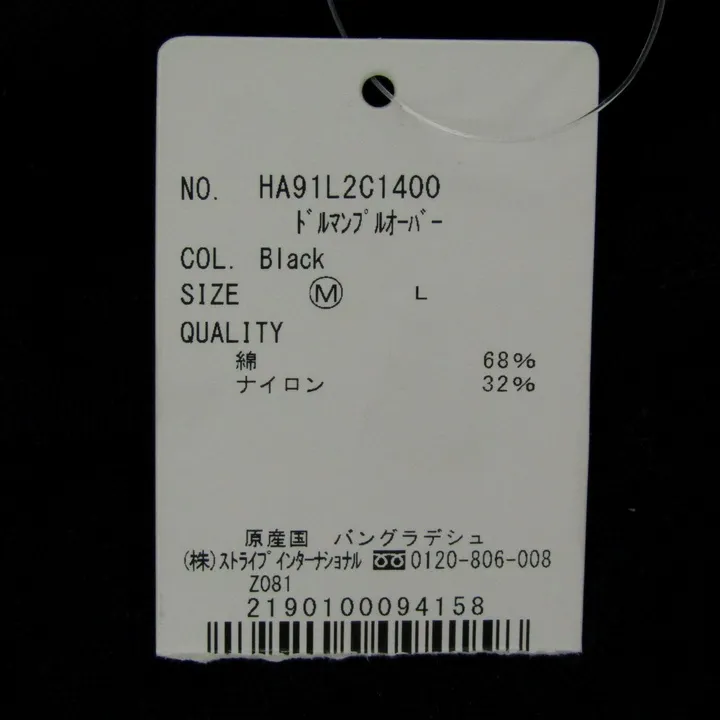 NO. HA91L2C1400
ﾄﾞﾙﾏﾝﾌﾟﾙｵｰﾊﾞｰ
COL. Black
SIZE Ⓜ L
QUALITY
綿 68%
ナイロン 32%
原産国 バングラデシュ
(株)ｽﾄﾗｲﾌﾟｲﾝﾀｰﾅｼｮﾅﾙ 0120-806-008
Z081
2190100094158